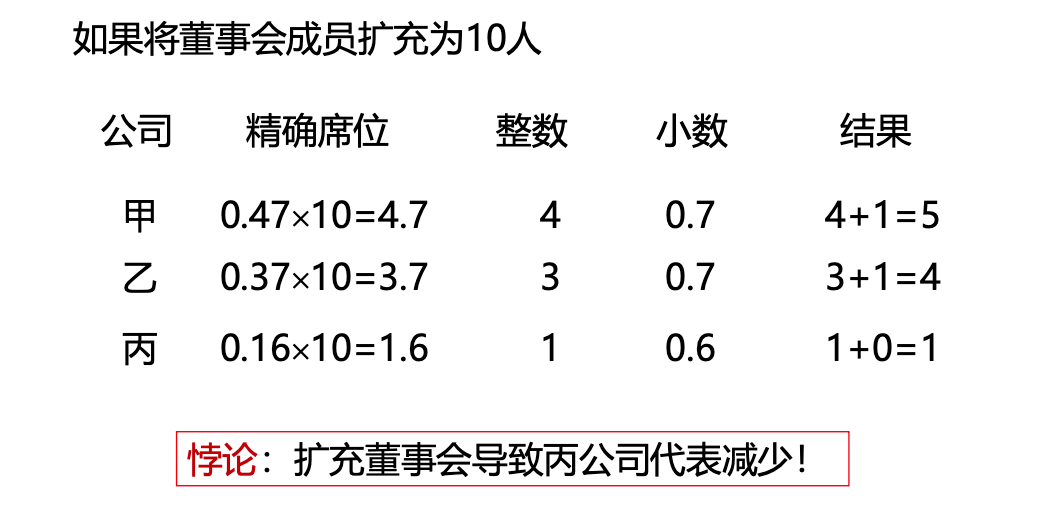 如果将董事会成员扩充为10人
公司 精确席位 整数 小数 结果
甲 0.47×10=4.7 4 0.7 4+1=5
乙 0.37×10=3.7 3 0.7 3+1=4
丙 0.16×10=1.6 1 0.6 1+0=1
悖论：扩充董事会导致丙公司代表减少！